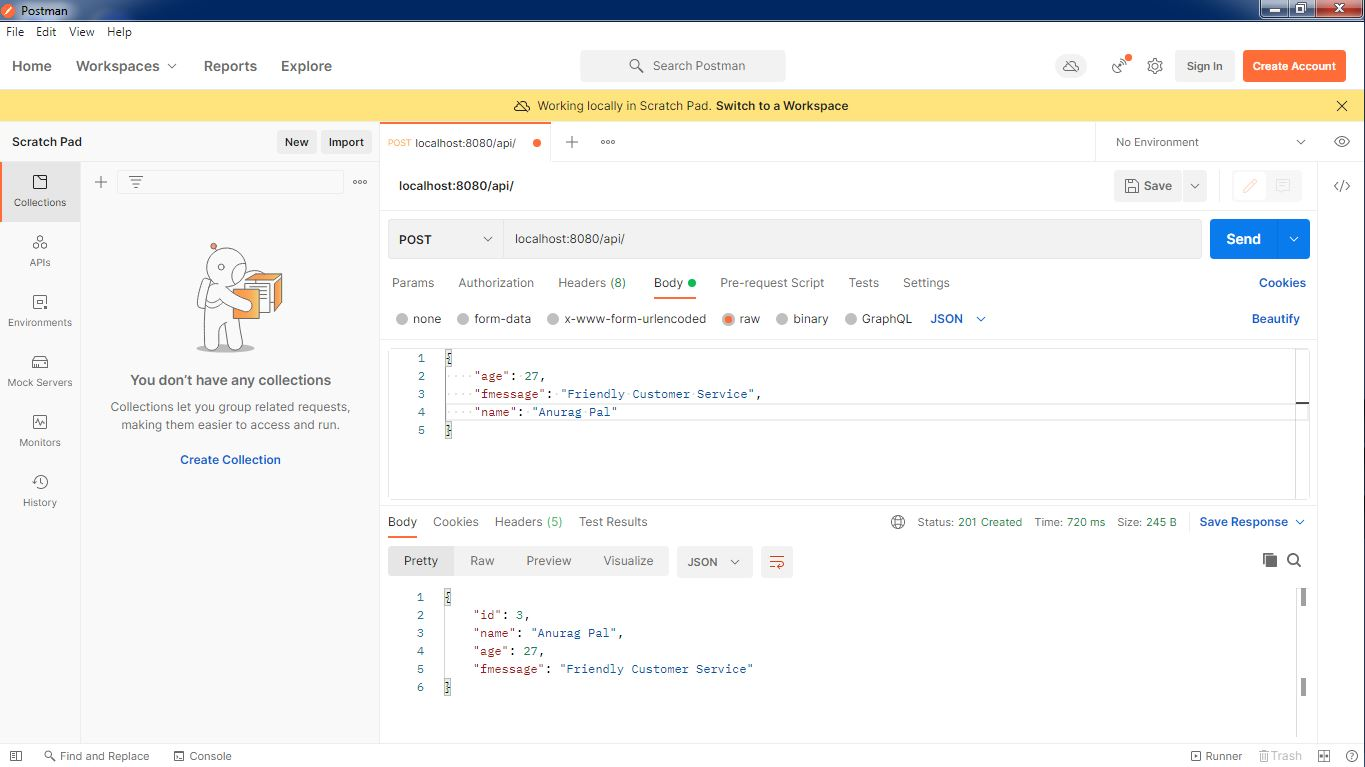 Postman
File Edit View Help
Home Workspaces Reports Explore Search Postman Sign In Create Account
Working locally in Scratch Pad. Switch to a Workspace
Scratch Pad New Import POST localhost:8080/api/ No Environment
localhost:8080/api/ Save
Collections
APIs
Environments
Mock Servers
Monitors
History
You don't have any collections
Collections let you group related requests,
making them easier to access and run.
Create Collection
POST localhost:8080/api/ Send
Params Authorization Headers (8) Body Pre-request Script Tests Settings Cookies
none form-data x-www-form-urlencoded raw binary GraphQL JSON Beautify
1 {
2 ····"age": 27,
3 ····"fmessage": "Friendly·Customer·Service",
4 ····"name": "Anurag·Pal"
5 }
Body Cookies Headers (5) Test Results Status: 201 Created Time: 720 ms Size: 245 B Save Response
Pretty Raw Preview Visualize JSON
1 {
2 "id": 3,
3 "name": "Anurag Pal",
4 "age": 27,
5 "fmessage": "Friendly Customer Service"
6 }
Find and Replace Console Runner Trash